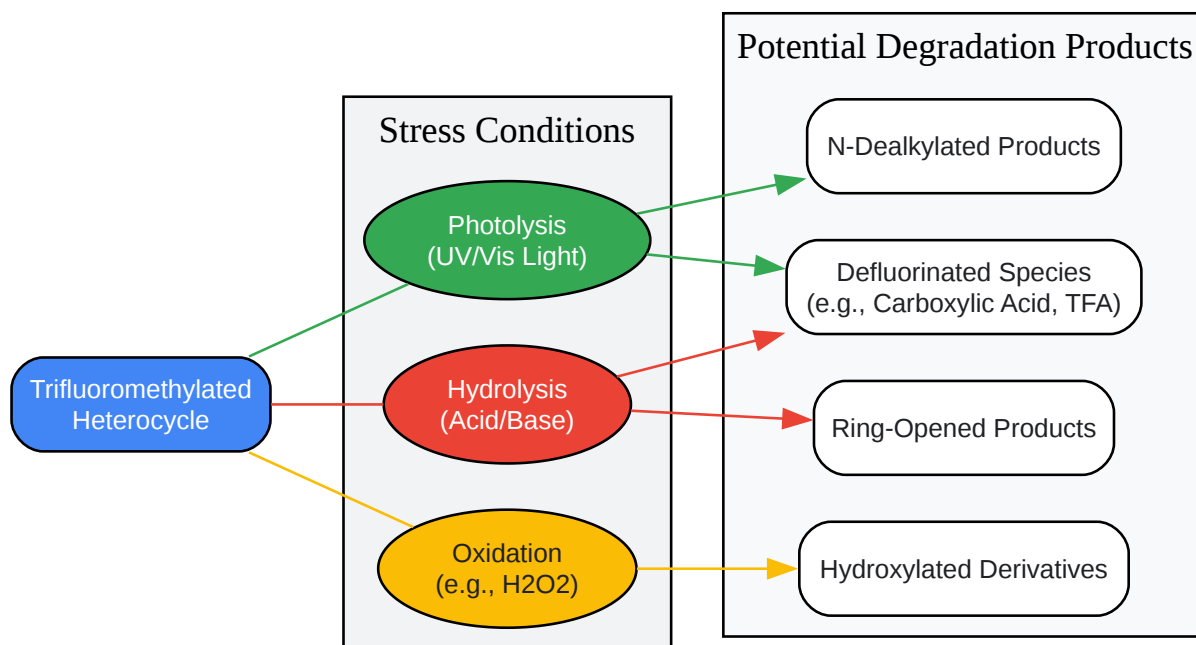 Potential Degradation Products
Stress Conditions
N-Dealkylated Products
Photolysis
(UV/Vis Light)
Defluorinated Species
(e.g., Carboxylic Acid, TFA)
Trifluoromethylated
Heterocycle
Hydrolysis
(Acid/Base)
Ring-Opened Products
Oxidation
(e.g., H2O2)
Hydroxylated Derivatives